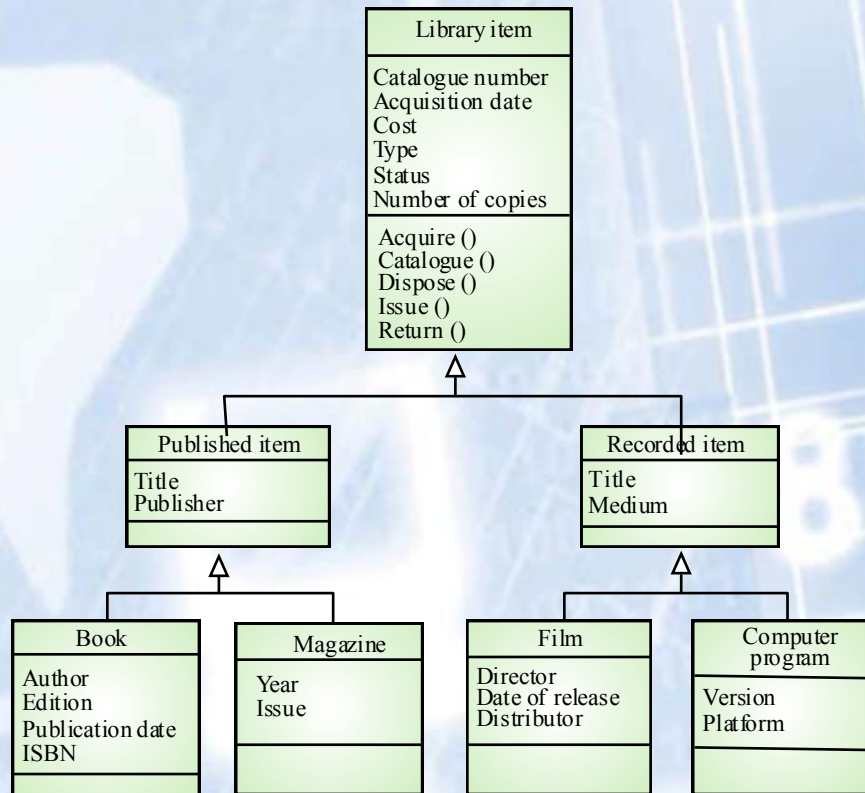 Library item
Catalogue number
Acquisition date
Cost
Type
Status
Number of copies
Acquire ()
Catalogue ()
Dispose ()
Issue ()
Return ()
Published item
Title
Publisher
Recorded item
Title
Medium
Book
Author
Edition
Publication date
ISBN
Magazine
Year
Issue
Film
Director
Date of release
Distributor
Computer
program
Version
Platform
8